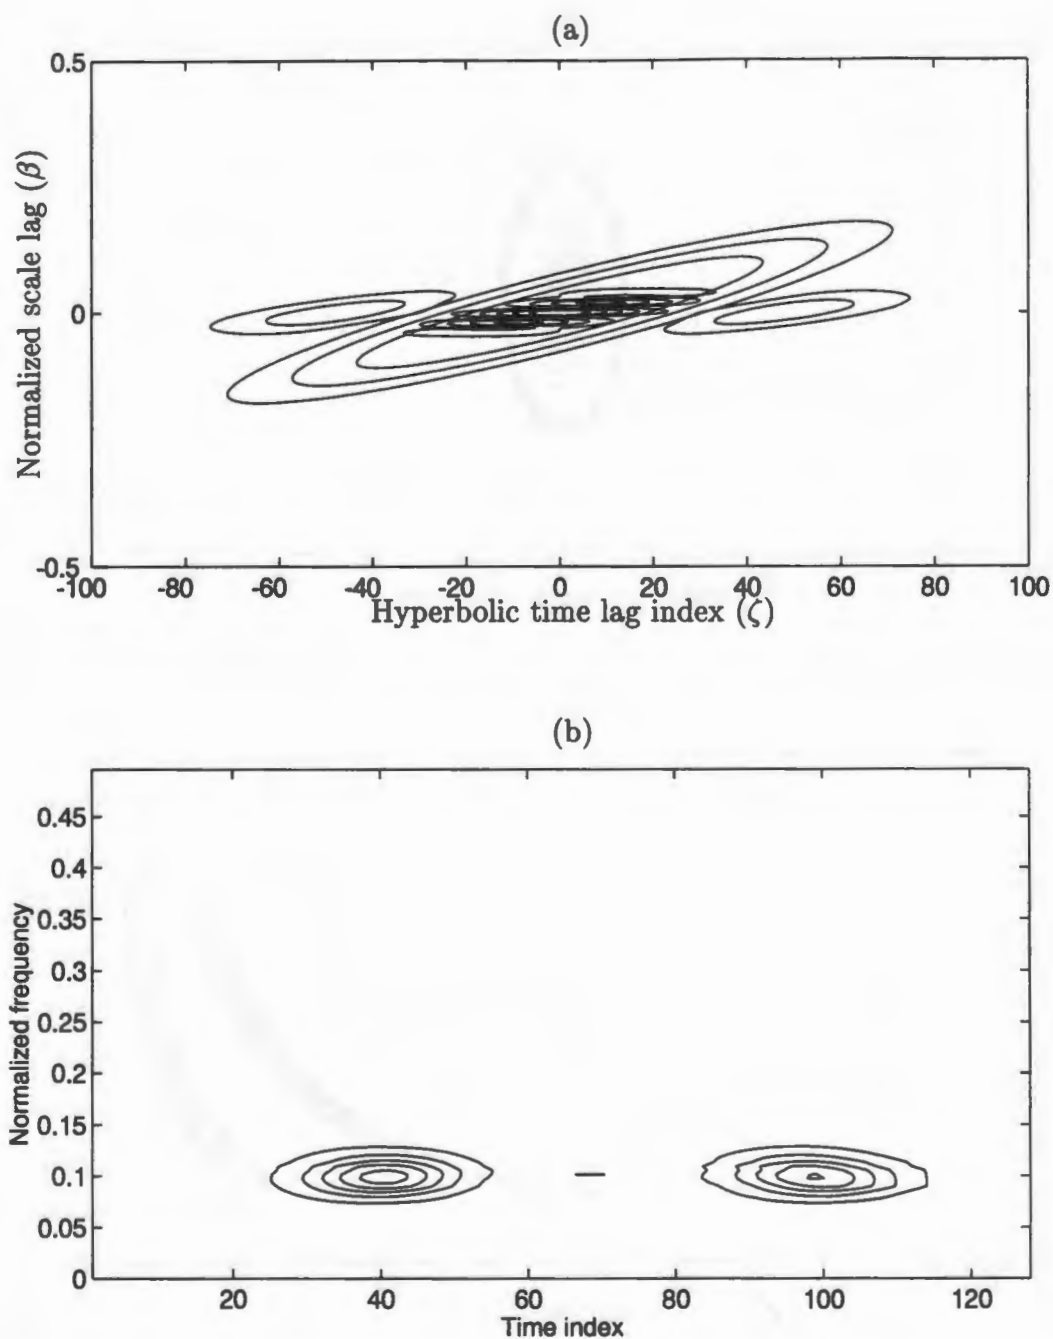 (a)
0.5
Normalized scale lag (β)
0
-0.5
-100 -80 -60 -40 -20 0 20 40 60 80 100
Hyperbolic time lag index (ζ)
(b)
0.45
0.4
0.35
0.3
0.25
0.2
0.15
0.1
0.05
0
Normalized frequency
20 40 60 80 100 120
Time index